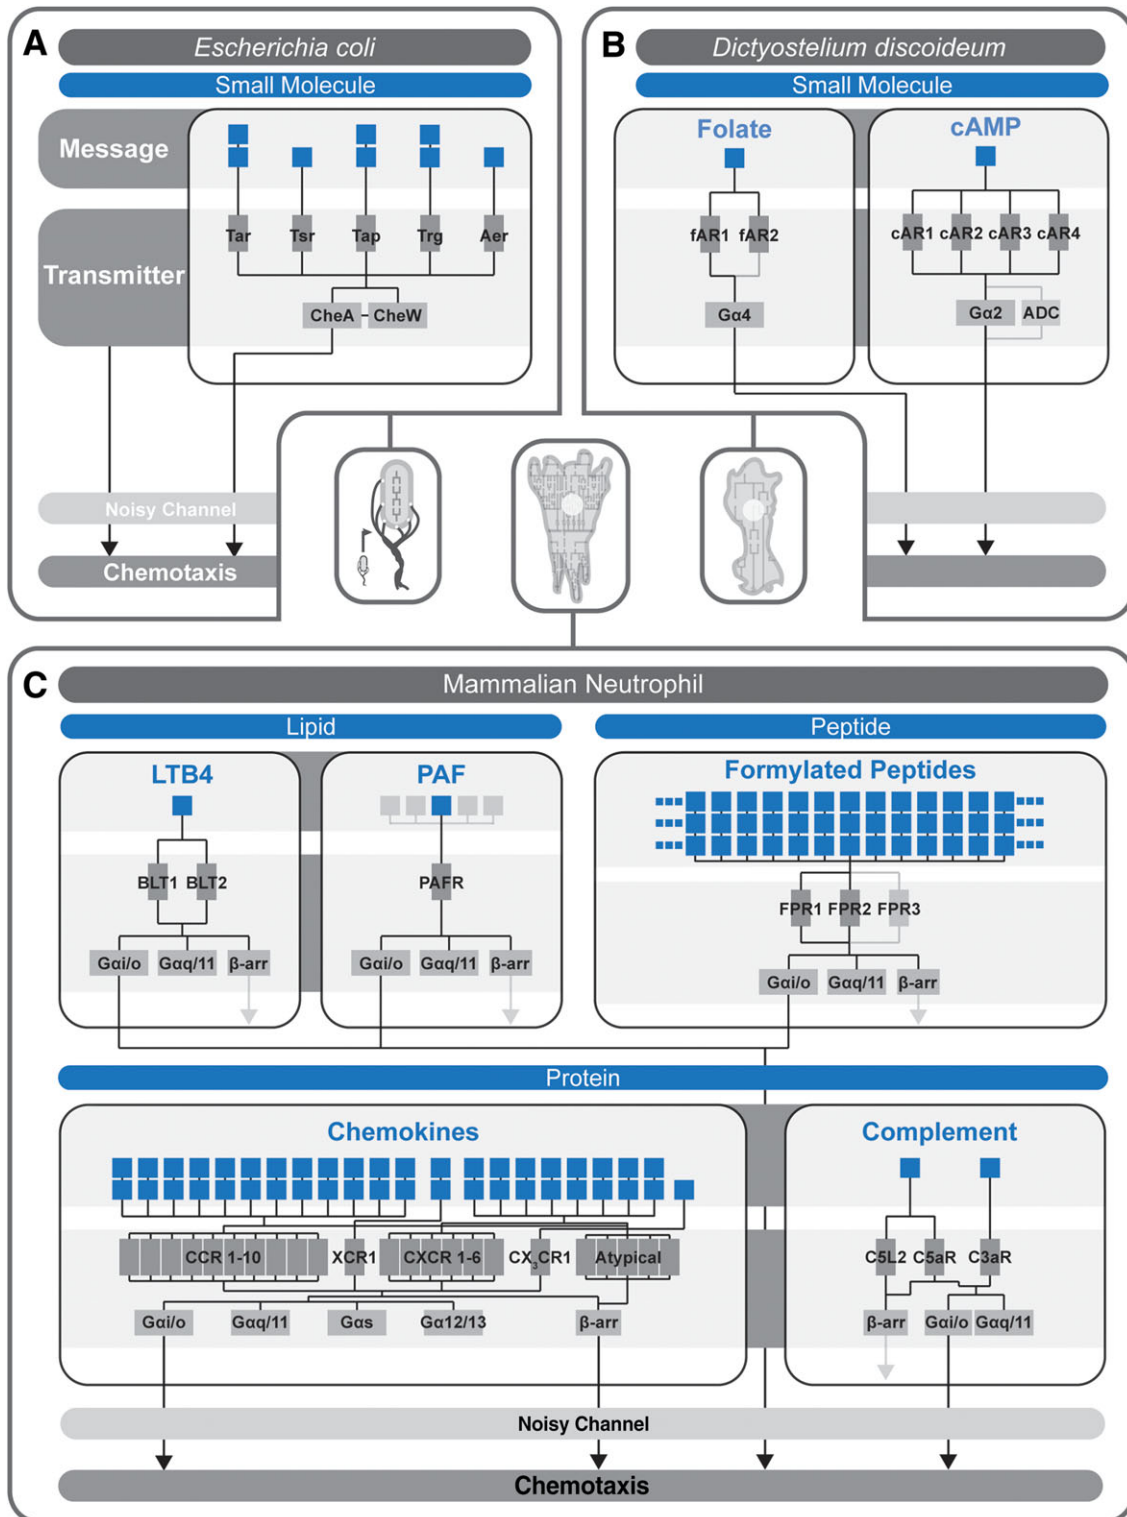 A
Escherichia coli
Small Molecule
Message
Transmitter
Tar Tsr Tap Trg Aer
CheA CheW
Noisy Channel
Chemotaxis
B
Dictyostelium discoideum
Small Molecule
Folate
fAR1 fAR2
Gα4
cAMP
cAR1 cAR2 cAR3 cAR4
Gα2 ADC
C
Mammalian Neutrophil
Lipid
LTB4
BLT1 BLT2
Gαi/o Gαq/11 β-arr
PAF
PAFR
Gαi/o Gαq/11 β-arr
Peptide
Formylated Peptides
FPR1 FPR2 FPR3
Gαi/o Gαq/11 β-arr
Protein
Chemokines
CCR 1-10 XCR1 CXCR 1-6 CX3CR1 Atypical
Gαi/o Gαq/11 Gαs Gα12/13 β-arr
Complement
C5L2 C5aR C3aR
β-arr Gαi/o Gαq/11
Noisy Channel
Chemotaxis